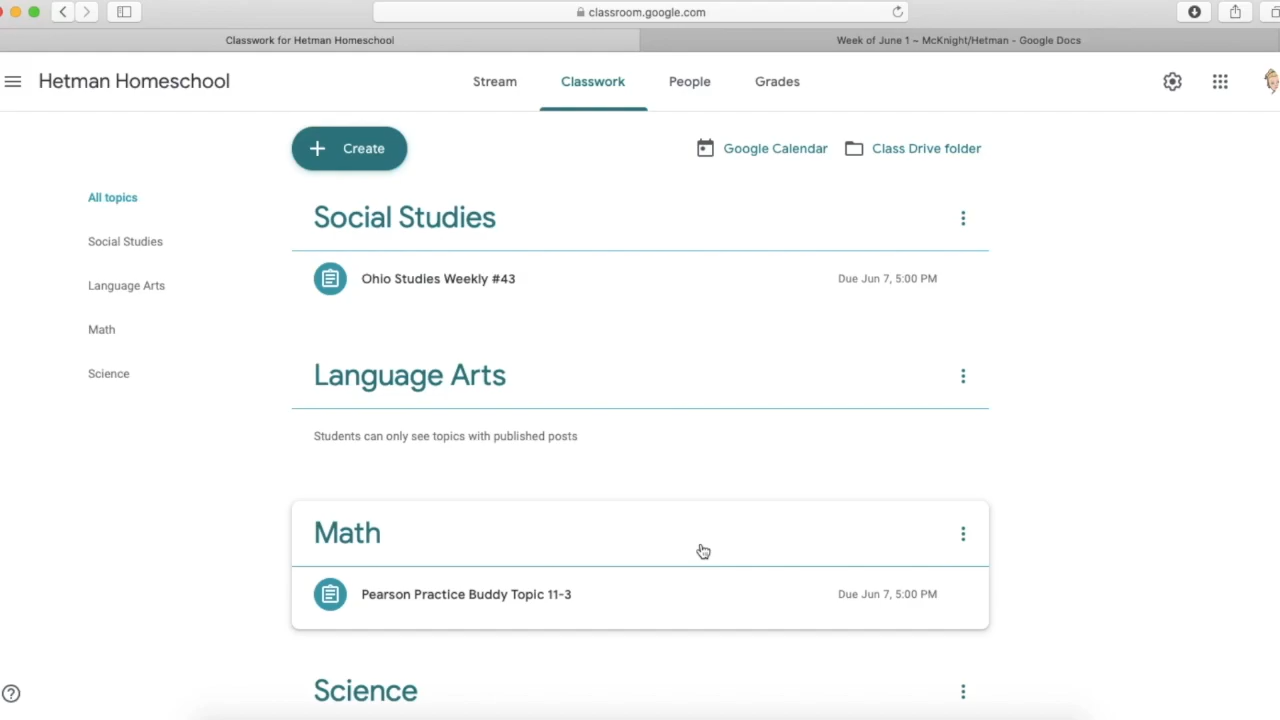 classroom.google.com
Classwork for Hetman Homeschool
Week of June 1 ~ McKnight/Hetman - Google Docs
Hetman Homeschool
Stream
Classwork
People
Grades
Create
Google Calendar
Class Drive folder
All topics
Social Studies
Language Arts
Math
Science
Social Studies
Ohio Studies Weekly #43
Due Jun 7, 5:00 PM
Language Arts
Students can only see topics with published posts
Math
Pearson Practice Buddy Topic 11-3
Due Jun 7, 5:00 PM
Science